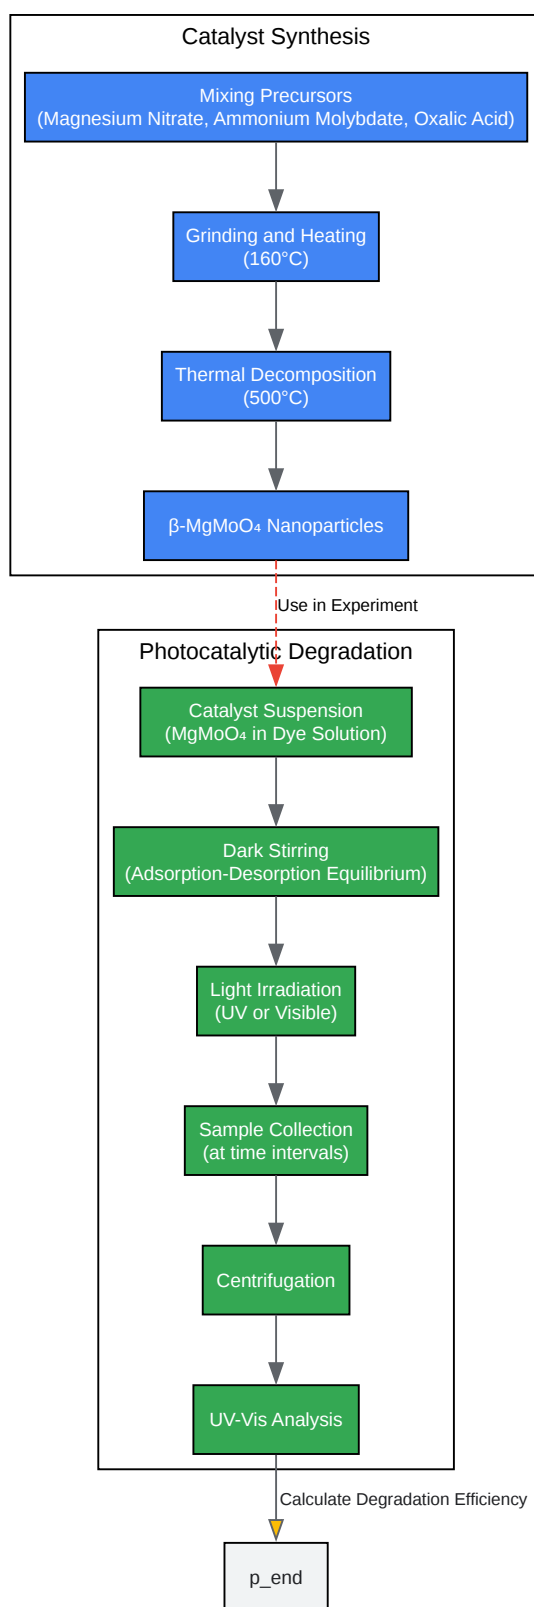 Catalyst Synthesis
Mixing Precursors
(Magnesium Nitrate, Ammonium Molybdate, Oxalic Acid)
Grinding and Heating
(160°C)
Thermal Decomposition
(500°C)
β-MgMoO₄ Nanoparticles
Use in Experiment
Photocatalytic Degradation
Catalyst Suspension
(MgMoO₄ in Dye Solution)
Dark Stirring
(Adsorption-Desorption Equilibrium)
Light Irradiation
(UV or Visible)
Sample Collection
(at time intervals)
Centrifugation
UV-Vis Analysis
Calculate Degradation Efficiency
p_end